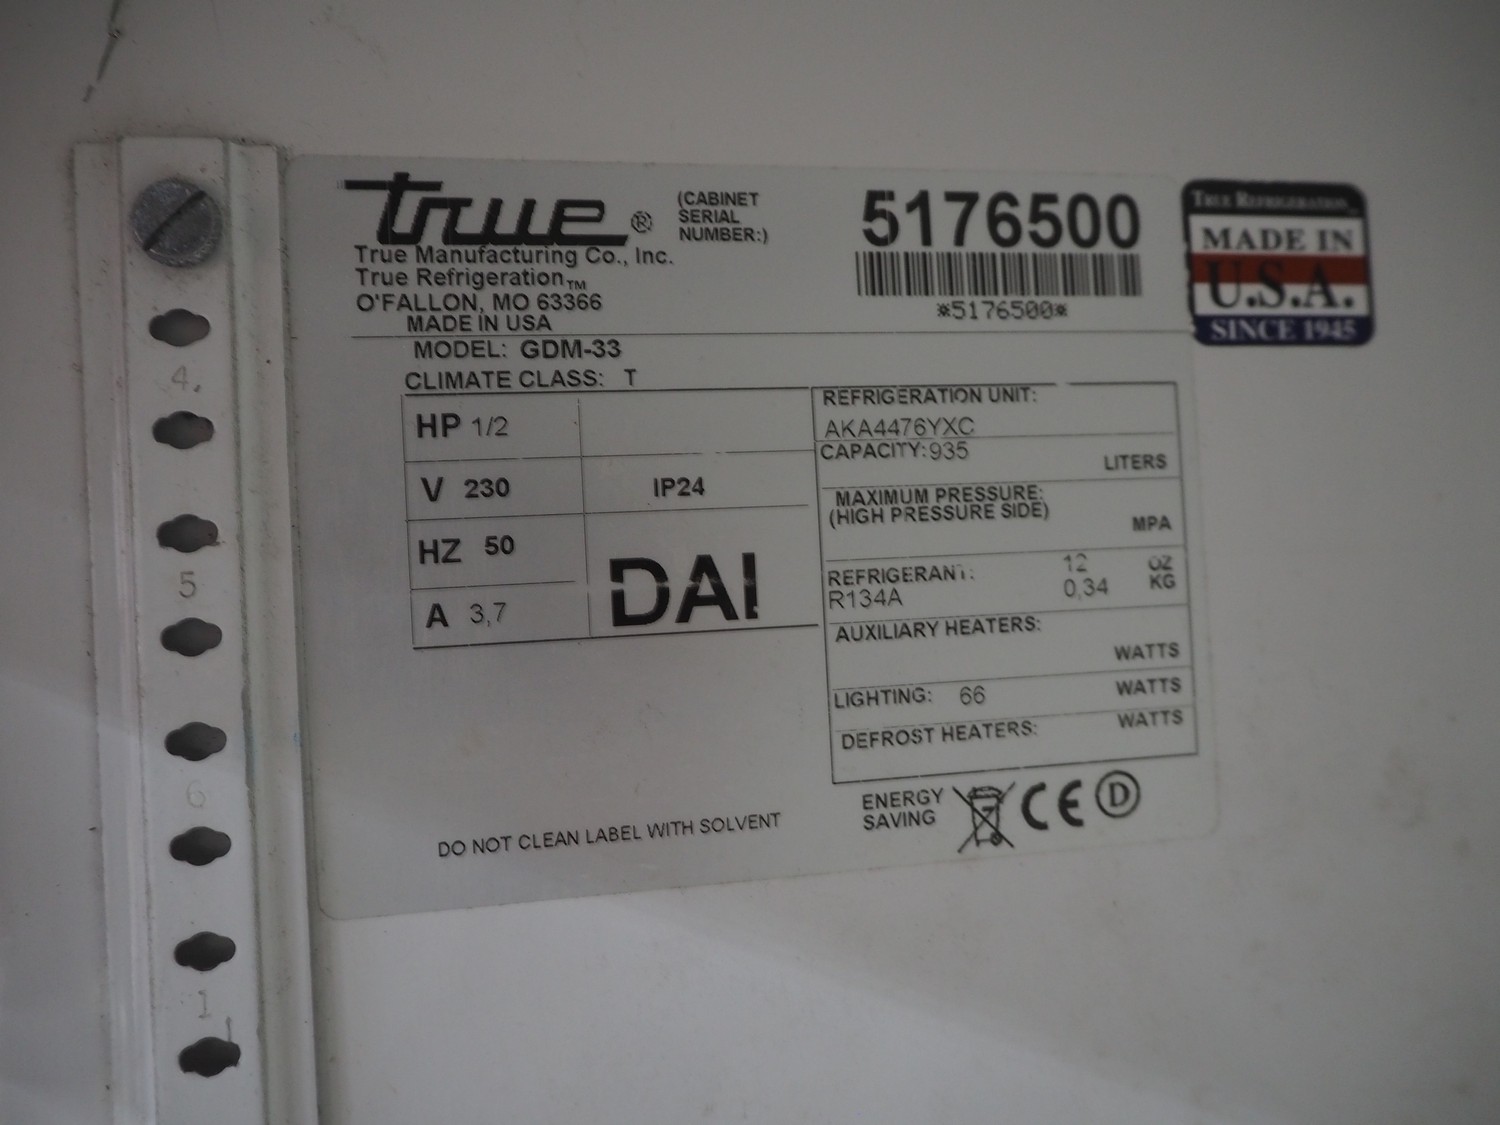 true®
(CABINET
SERIAL
NUMBER:)
5176500
*5176500*
True Manufacturing Co., Inc.
True Refrigeration™
O'FALLON, MO 63366
MADE IN USA
TRUE REFRIGERATION
MADE IN
U.S.A.
SINCE 1945
MODEL: GDM-33
CLIMATE CLASS: T
HP 1/2
V 230
IP24
HZ 50
DAI
A 3,7
REFRIGERATION UNIT:
AKA4476YXC
CAPACITY:935
LITERS
MAXIMUM PRESSURE:
(HIGH PRESSURE SIDE)
MPA
REFRIGERANT: 12 OZ
R134A 0,34 KG
AUXILIARY HEATERS:
WATTS
LIGHTING: 66 WATTS
DEFROST HEATERS: WATTS
ENERGY
SAVING
CE D
DO NOT CLEAN LABEL WITH SOLVENT
4.
5
6
1